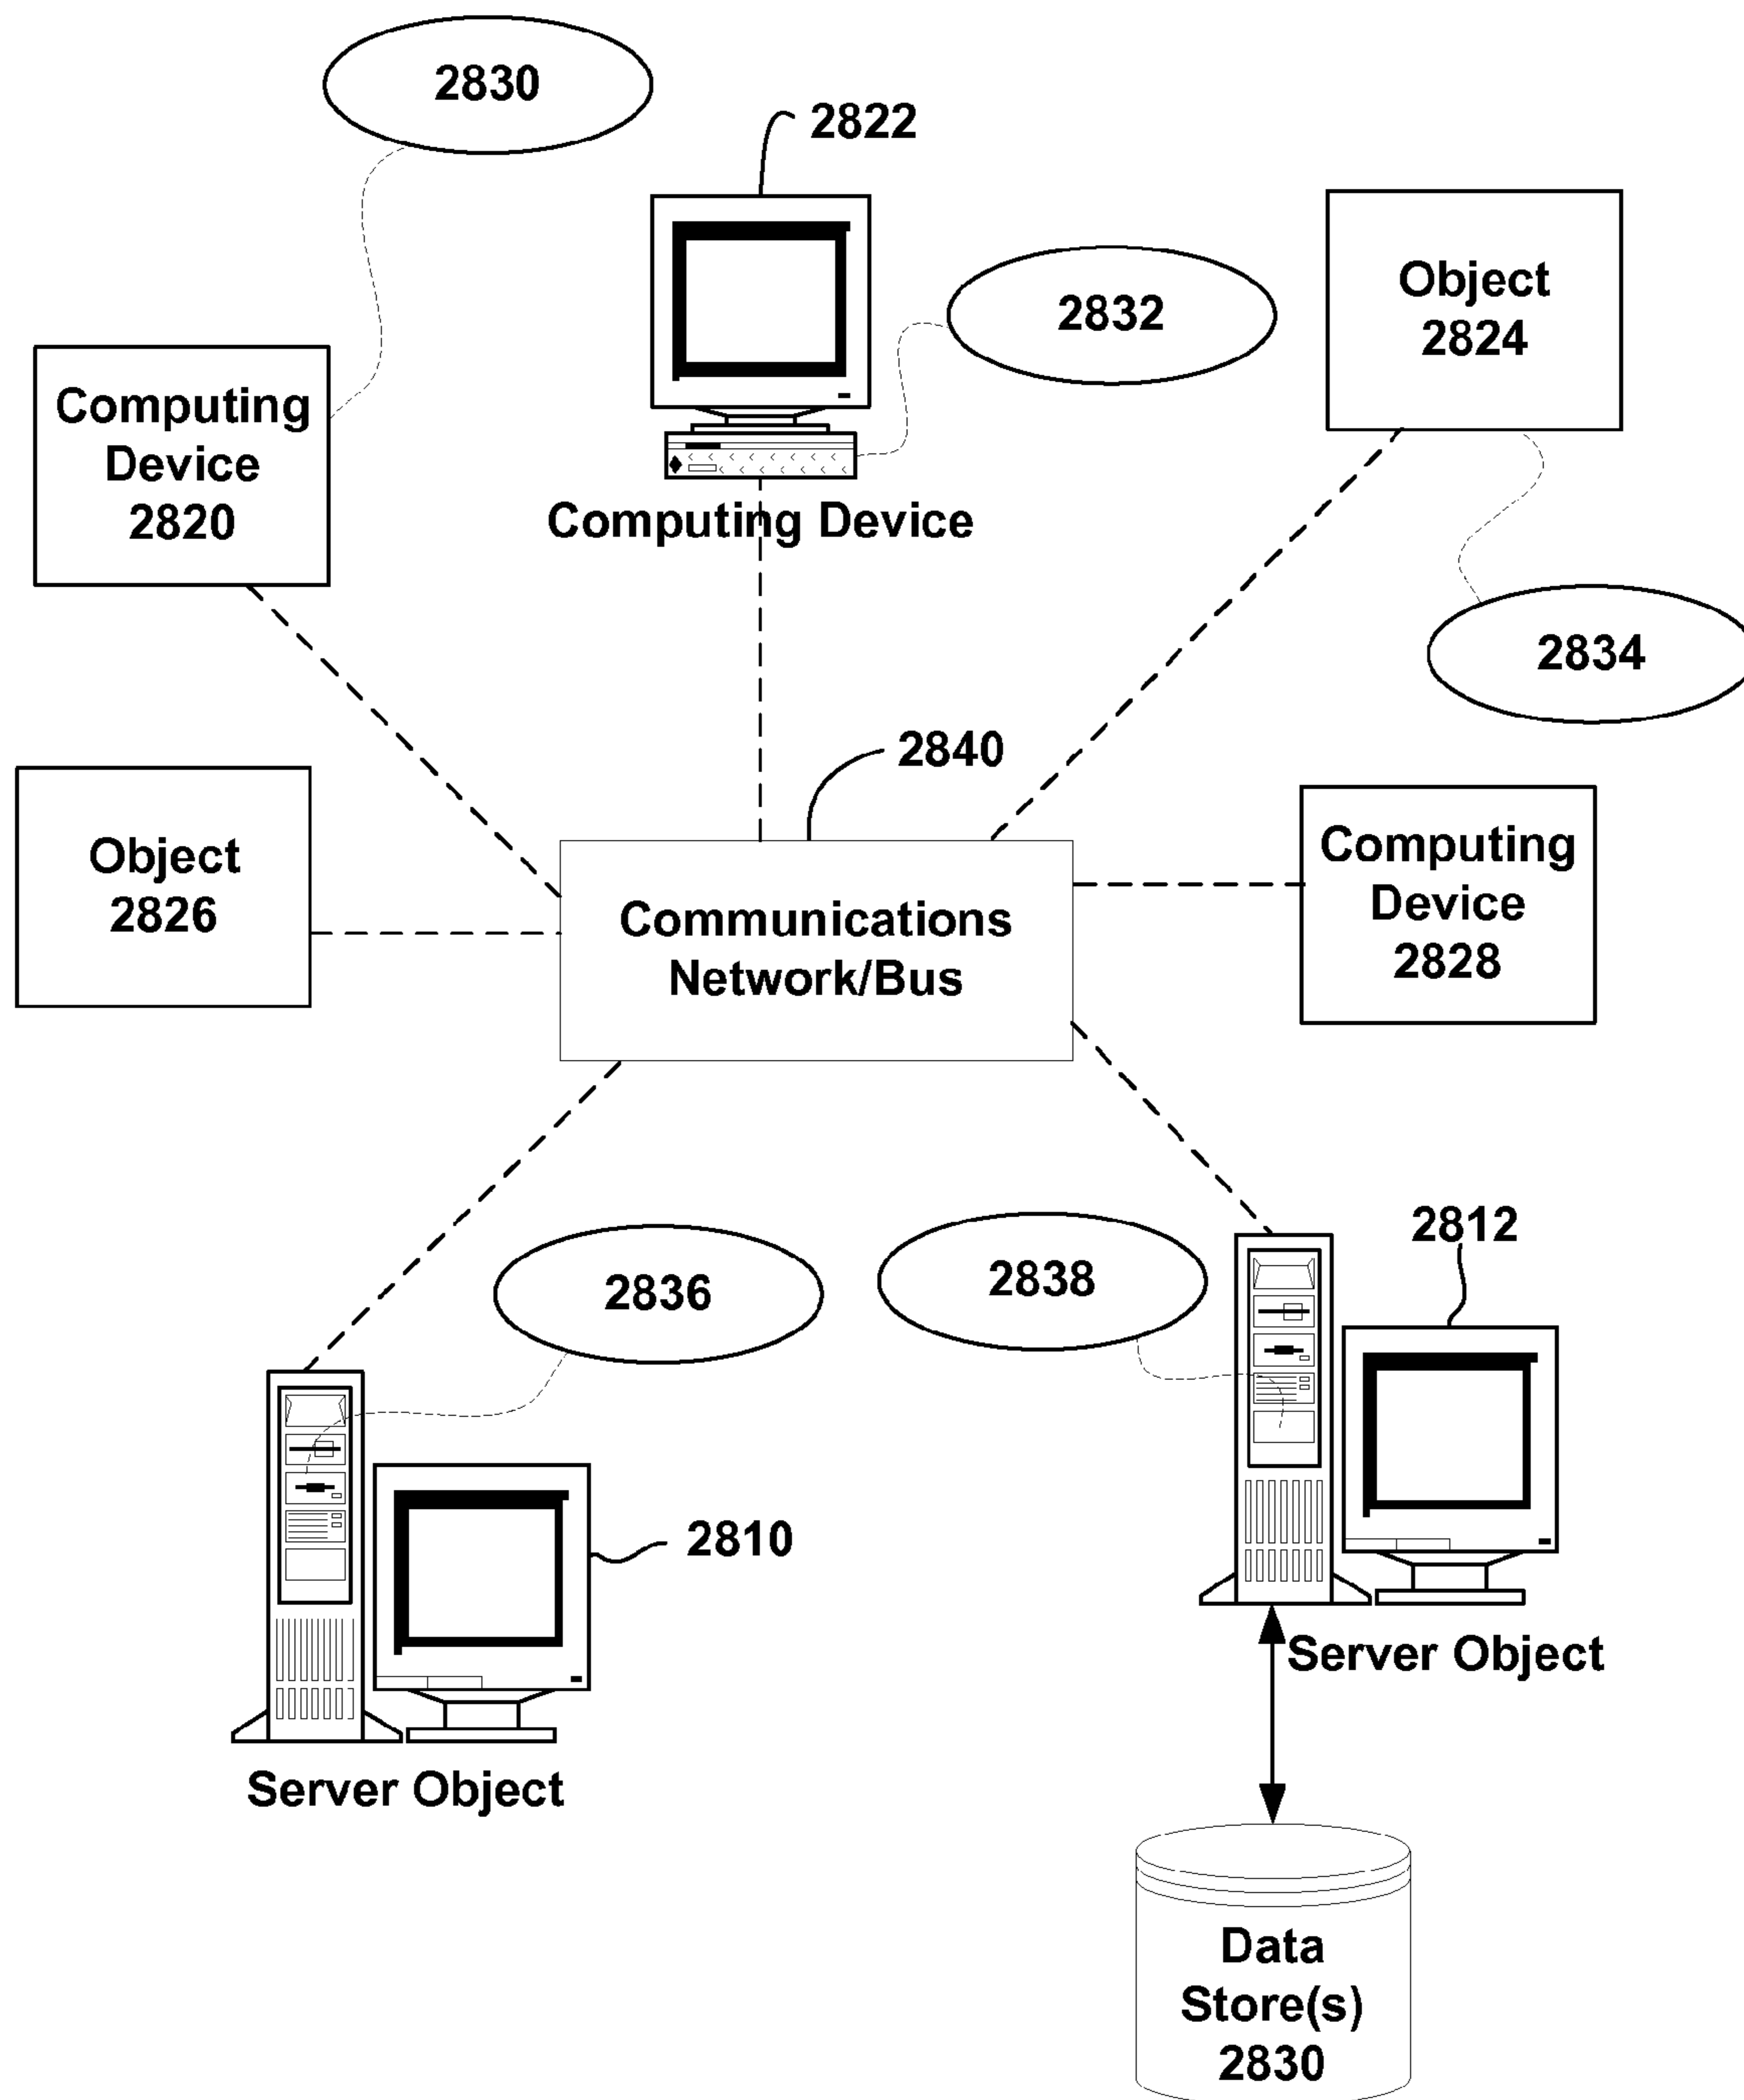 2830
2822
2832
Object
2824
Computing
Device
2820
Computing Device
2834
2840
Object
2826
Computing
Device
2828
Communications
Network/Bus
2836
2838
2812
2810
Server Object
Server Object
Data
Store(s)
2830